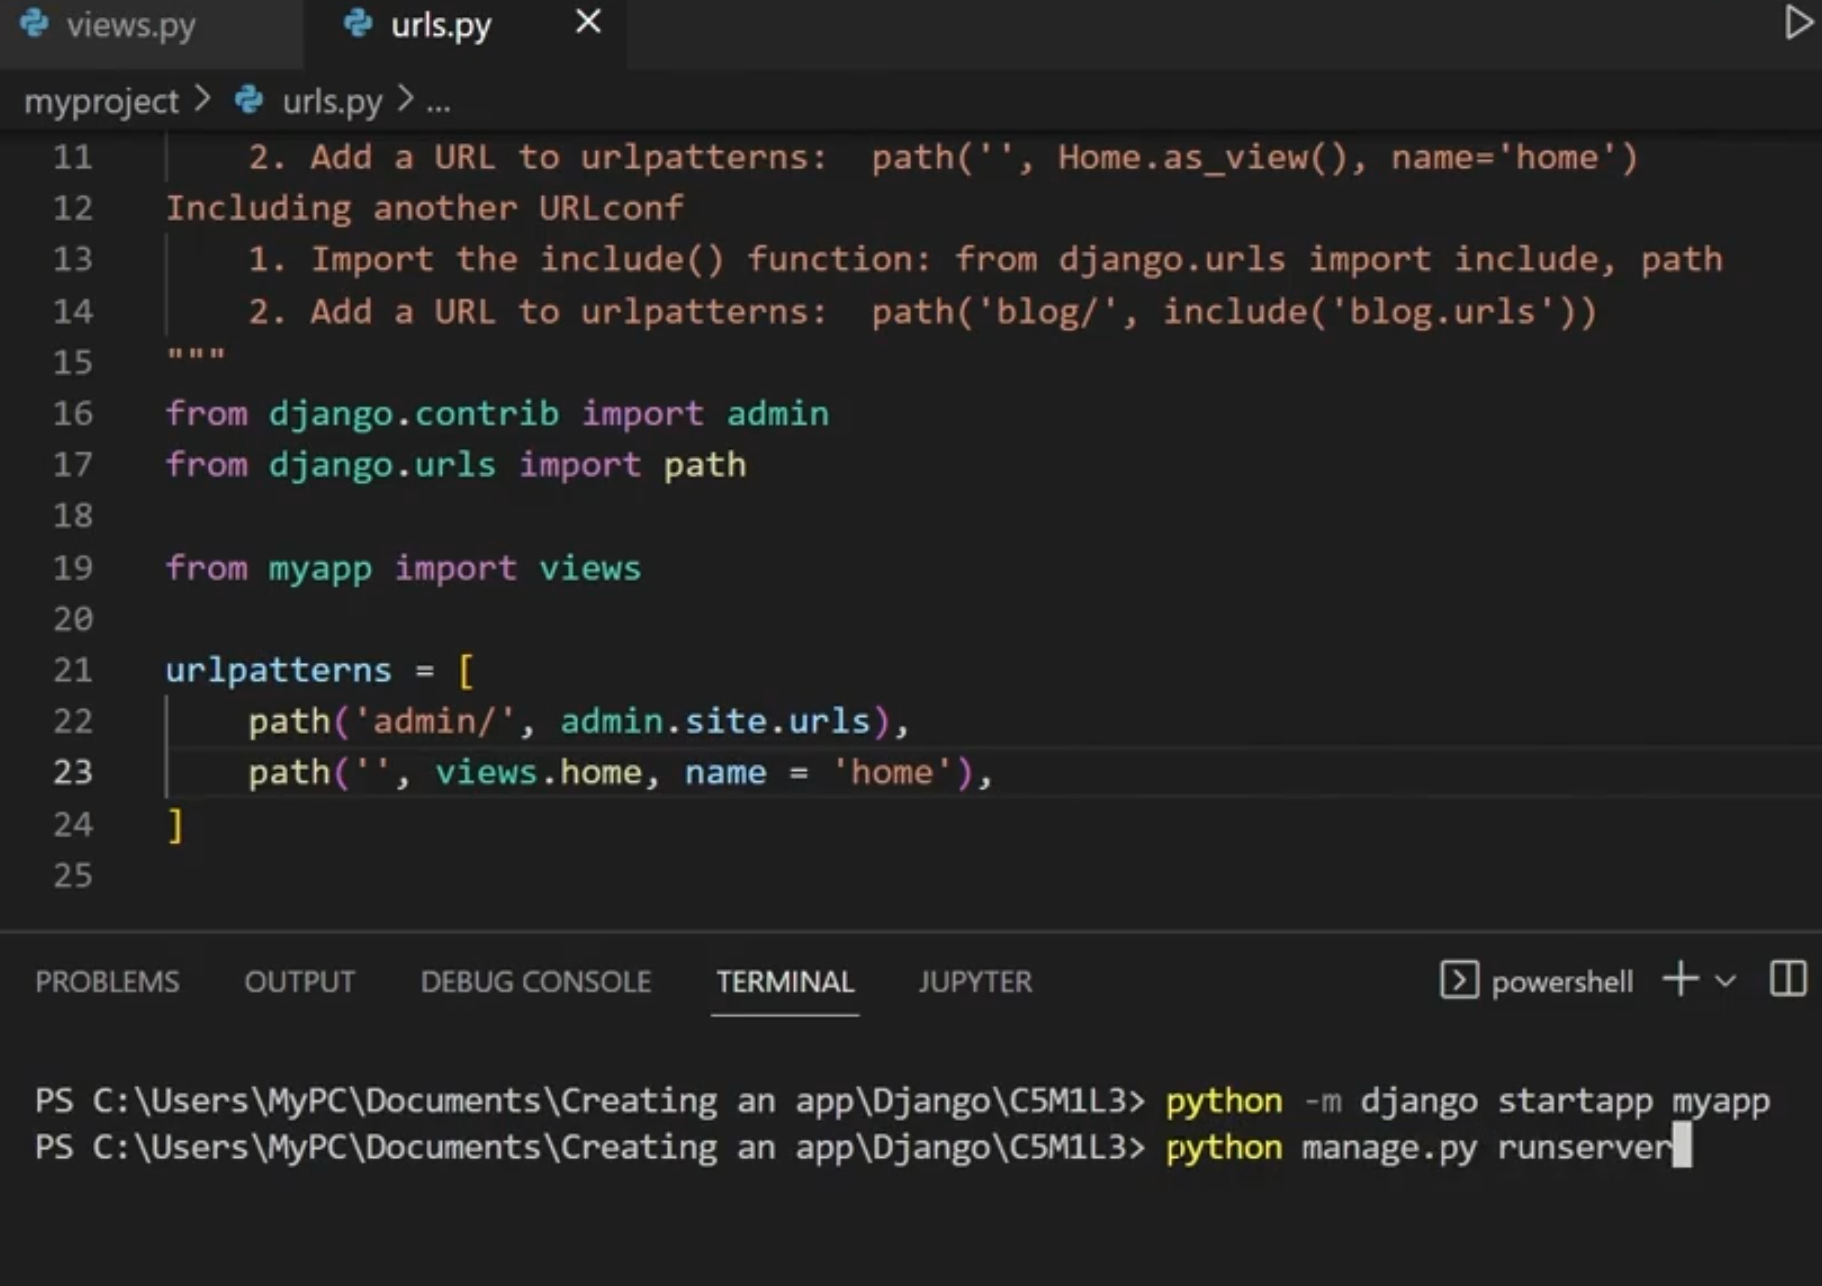 views.py urls.py
myproject > urls.py > ...
11 2. Add a URL to urlpatterns:  path('', Home.as_view(), name='home')
12 Including another URLconf
13 1. Import the include() function: from django.urls import include, path
14 2. Add a URL to urlpatterns:  path('blog/', include('blog.urls'))
15 """
16 from django.contrib import admin
17 from django.urls import path
18
19 from myapp import views
20
21 urlpatterns = [
22 path('admin/', admin.site.urls),
23 path('', views.home, name = 'home'),
24 ]
25
PROBLEMS OUTPUT DEBUG CONSOLE TERMINAL JUPYTER powershell
PS C:\Users\MyPC\Documents\Creating an app\Django\C5M1L3> python -m django startapp myapp
PS C:\Users\MyPC\Documents\Creating an app\Django\C5M1L3> python manage.py runserver